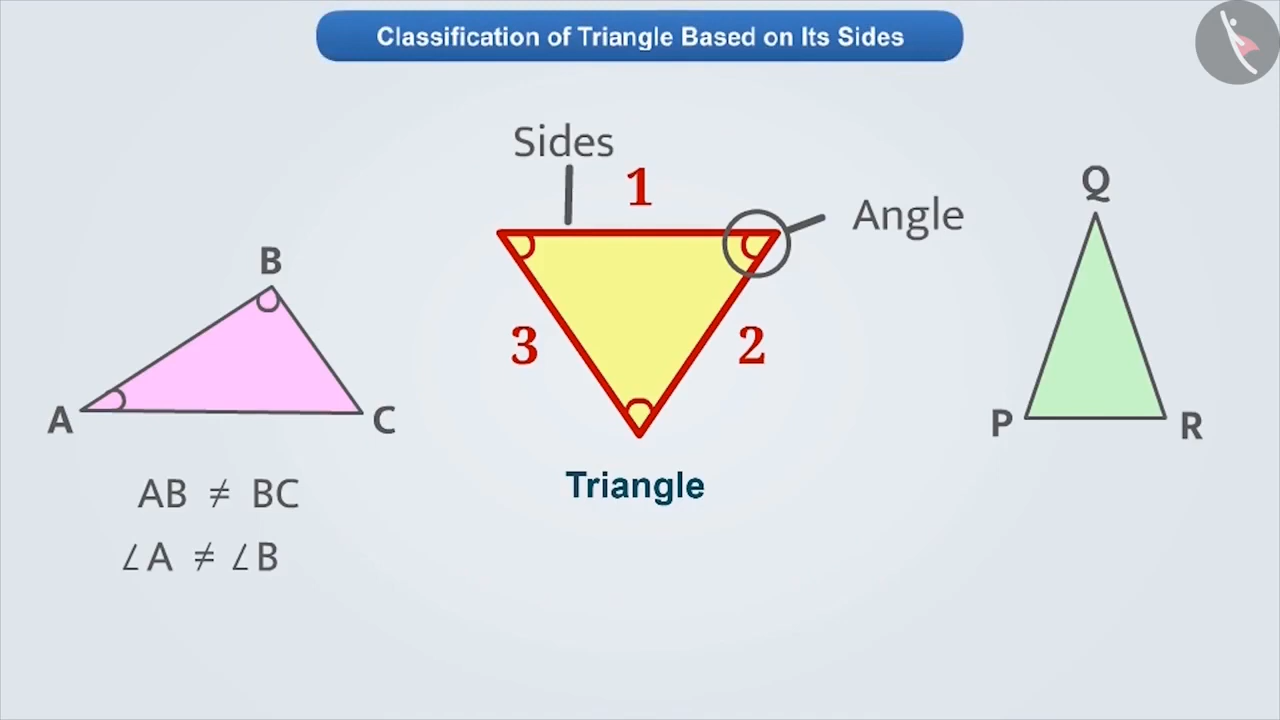 Classification of Triangle Based on Its Sides
Sides
1
Angle
3
2
Triangle
B
A
C
AB ≠ BC
∠A ≠ ∠B
Q
P
R